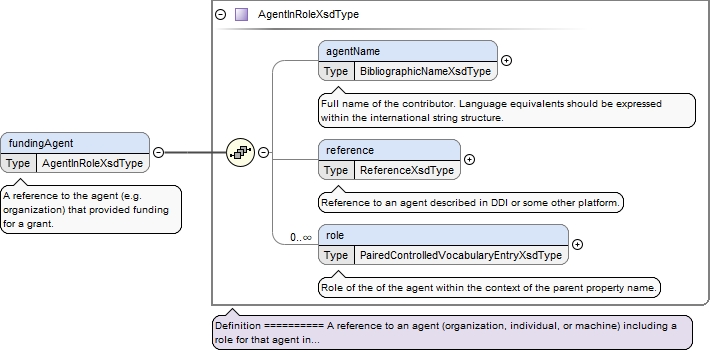 AgentInRoleXsdType
agentName
Type BibliographicNameXsdType
Full name of the contributor. Language equivalents should be expressed
within the international string structure.
fundingAgent
Type AgentInRoleXsdType
A reference to the agent (e.g.
organization) that provided funding
for a grant.
reference
Type ReferenceXsdType
Reference to an agent described in DDI or some other platform.
0..∞
role
Type PairedControlledVocabularyEntryXsdType
Role of the of the agent within the context of the parent property name.
Definition ========== A reference to an agent (organization, individual, or machine) including a
role for that agent in...